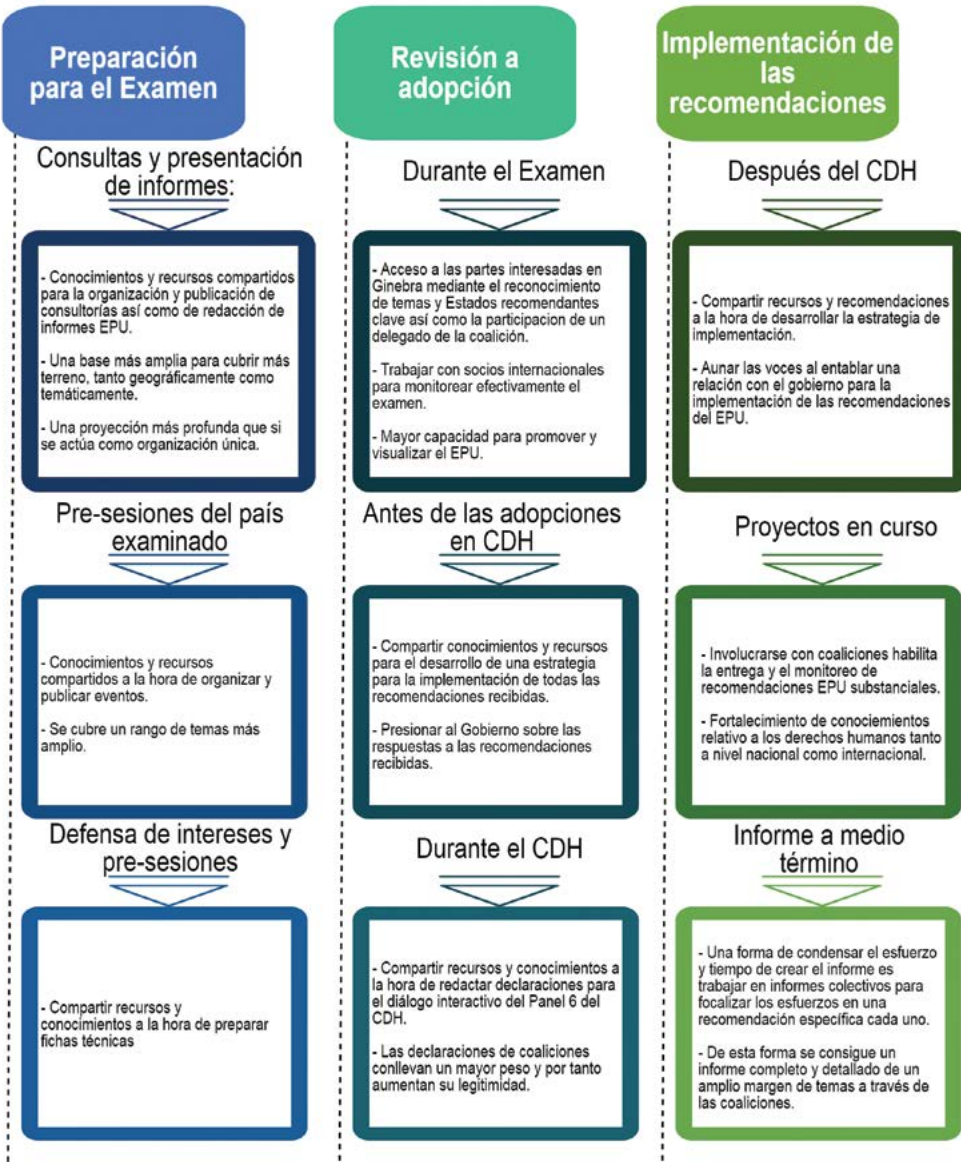 Preparación
para el Examen
Consultas y presentación
de informes:
- Conocimientos y recursos compartidos
para la organización y publicación de
consultorías así como de redacción de
informes EPU.
- Una base más amplia para cubrir más
terreno, tanto geográficamente como
temáticamente.
- Una proyección más profunda que si
se actúa como organización única.
Pre-sesiones del país
examinado
- Conocimientos y recursos
compartidos a la hora de organizar y
publicar eventos.
- Se cubre un rango de temas más
amplio.
Defensa de intereses y
pre-sesiones
- Compartir recursos y
conocimientos a la hora de preparar
fichas técnicas
Revisión a
adopción
Durante el Examen
- Acceso a las partes interesadas en
Ginebra mediante el reconocimiento
de temas y Estados recomendantes
clave así como la participacion de un
delegado de la coalición.
- Trabajar con socios internacionales
para monitorear efectivamente el
examen.
- Mayor capacidad para promover y
visualizar el EPU.
Antes de las adopciones
en CDH
- Compartir conocimientos y recursos
para el desarrollo de una estrategia
para la implementación de todas las
recomendaciones recibidas.
- Presionar al Gobierno sobre las
respuestas a las recomendaciones
recibidas.
Durante el CDH
- Compartir recursos y conocimientos a
la hora de redactar declaraciones para
el diálogo interactivo del Panel 6 del
CDH.
- Las declaraciones de coaliciones
conllevan un mayor peso y por tanto
aumentan su legitimidad.
Implementación de
las
recomendaciones
Después del CDH
- Compartir recursos y recomendaciones
a la hora de desarrollar la estrategia de
implementación.
- Aunar las voces al entablar una
relación con el gobierno para la
implementación de las recomendaciones
del EPU.
Proyectos en curso
- Involucrarse con coaliciones habilita
la entrega y el monitoreo de
recomendaciones EPU substanciales.
- Fortalecimiento de conociemientos
relativo a los derechos humanos tanto
a nivel nacional como internacional.
Informe a medio
término
- Una forma de condensar el esfuerzo
y tiempo de crear el informe es
trabajar en informes colectivos para
focalizar los esfuerzos en una
recomendación específica cada uno.
- De esta forma se consigue un
informe completo y detallado de un
amplio margen de temas a través de
las coaliciones.